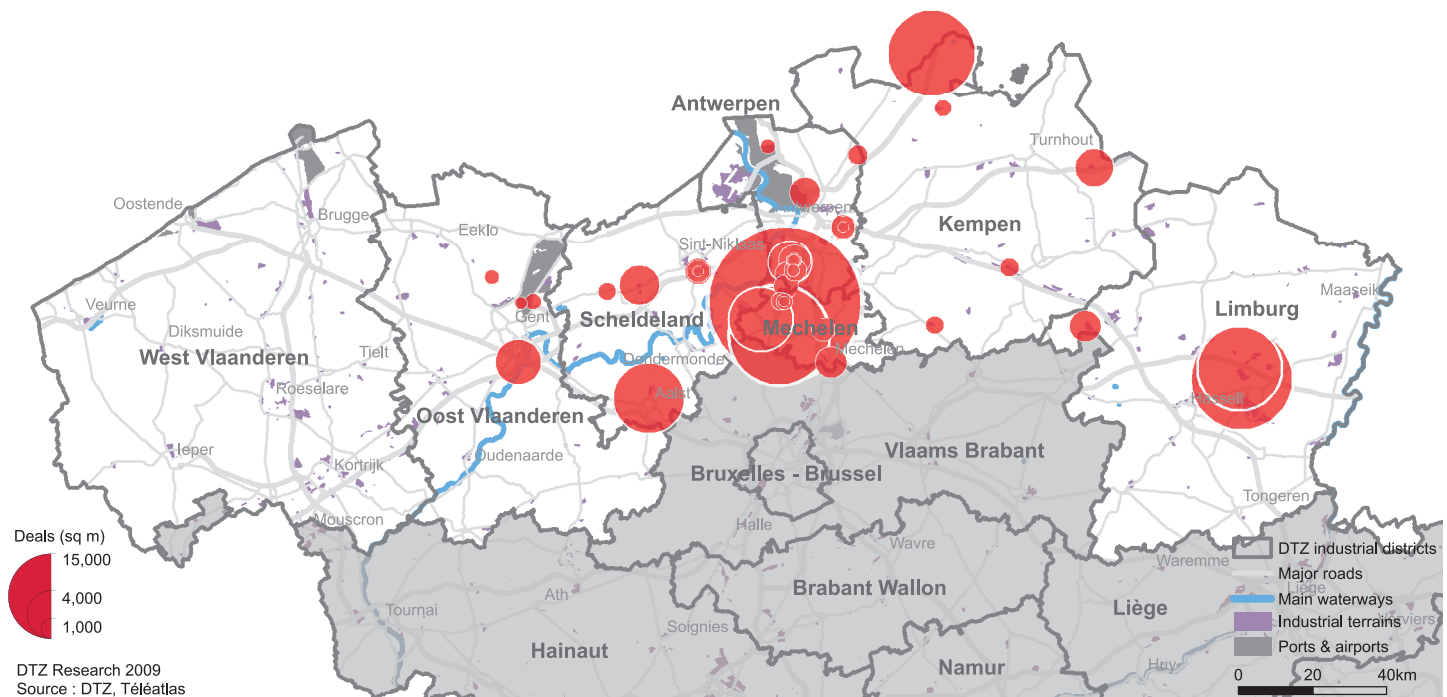 Antwerpen
Turnhout
Oostende
Brugge
Antwerpen
Eeklo
Kempen
Sint-Niklaas
Maaseik
Veurne
Gent
Limburg
Diksmuide
Scheldeland
Mechelen
West Vlaanderen
Tielt
Dendermonde
Mechelen
Roeselare
Aalst
Hasselt
Oost Vlaanderen
Ieper
Oudenaarde
Vlaams Brabant
Kortrijk
Bruxelles - Brussel
Tongeren
Mouscron
Halle
Wavre
Waremme
Deals (sq m)
15,000
4,000
1,000
DTZ industrial districts
Major roads
Main waterways
Industrial terrains
Ports & airports
Brabant Wallon
Liège
Liège
Ath
Tournai
Soignies
Hainaut
Namur
Huy
DTZ Research 2009
Source : DTZ, Téléatlas
0 20 40km